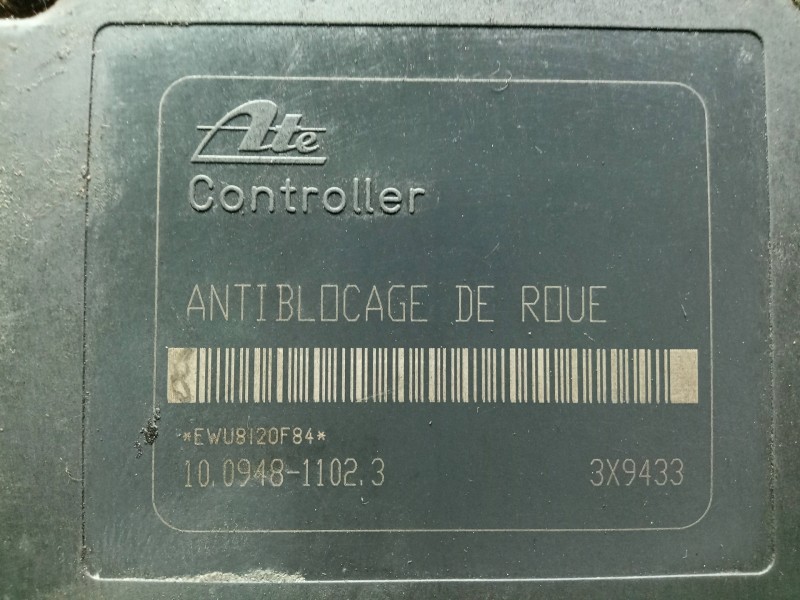 Ate
Controller
ANTIBLOCAGE DE ROUE
*EWU8120F84*
10.0948-1102.3 3X9433